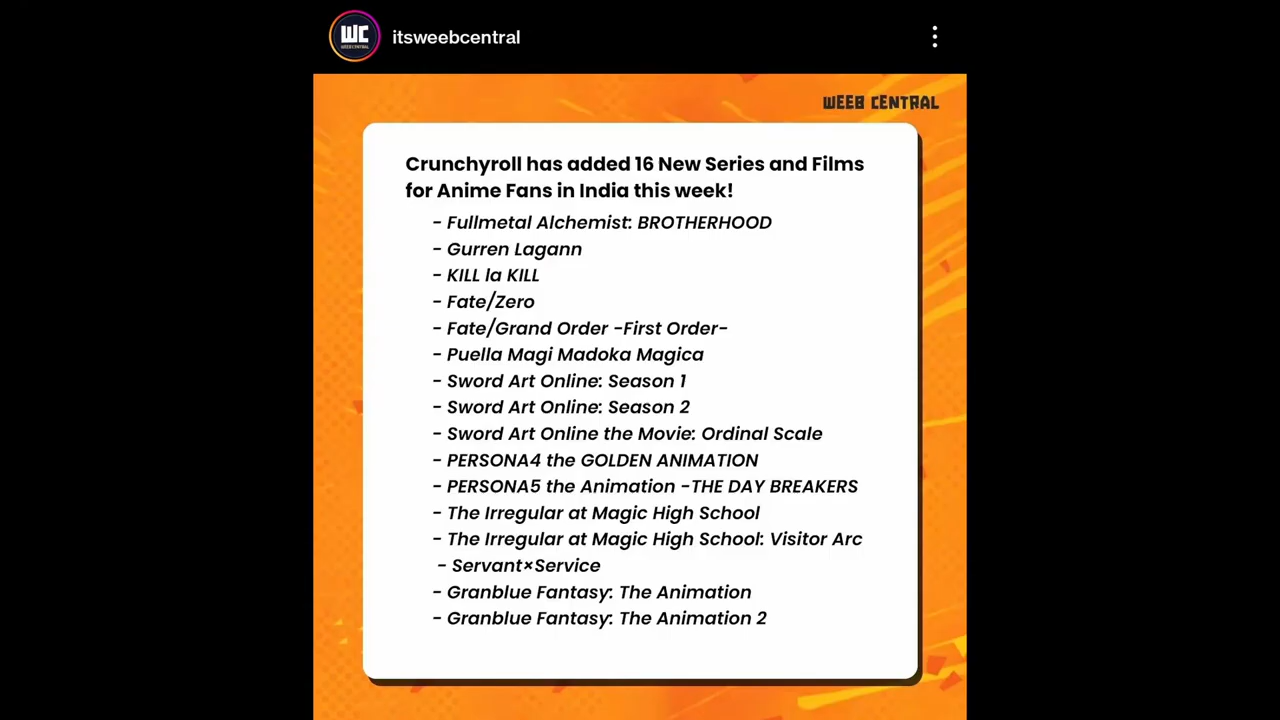 WC
WEEB CENTRAL
itsweebcentral
WEEB CENTRAL
Crunchyroll has added 16 New Series and Films
for Anime Fans in India this week!
- Fullmetal Alchemist: BROTHERHOOD
- Gurren Lagann
- KILL la KILL
- Fate/Zero
- Fate/Grand Order -First Order-
- Puella Magi Madoka Magica
- Sword Art Online: Season 1
- Sword Art Online: Season 2
- Sword Art Online the Movie: Ordinal Scale
- PERSONA4 the GOLDEN ANIMATION
- PERSONA5 the Animation -THE DAY BREAKERS
- The Irregular at Magic High School
- The Irregular at Magic High School: Visitor Arc
- Servant×Service
- Granblue Fantasy: The Animation
- Granblue Fantasy: The Animation 2